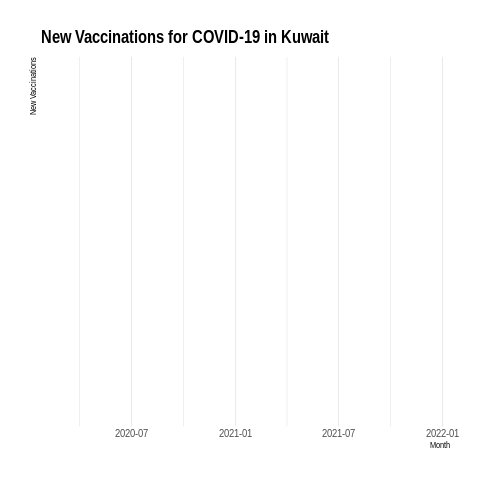 New Vaccinations for COVID-19 in Kuwait
New Vaccinations
2020-07
2021-01
2021-07
2022-01
Month